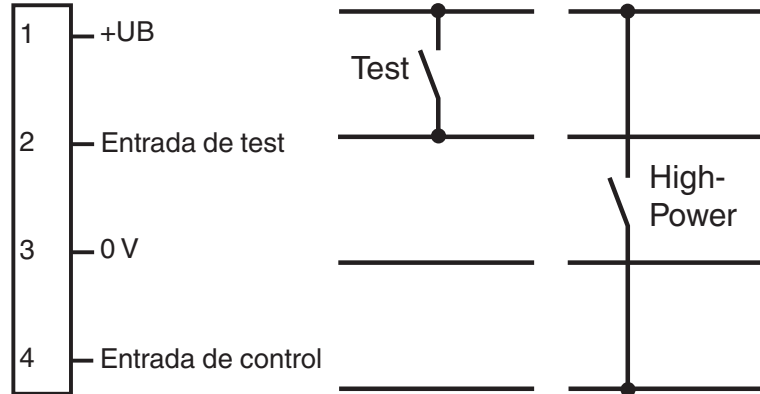 1 +UB
2 Entrada de test
3 0 V
4 Entrada de control
Test
High-
Power